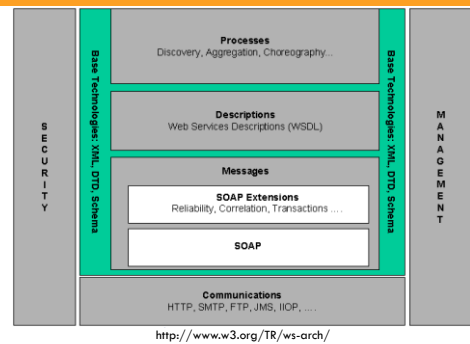 Processes
Discovery, Aggregation, Choreography...
Base Technologies: XML, DTD, Schema
Base Technologies: XML, DTD, Schema
Descriptions
Web Services Descriptions (WSDL)
SECURITY
MANAGEMENT
Messages
SOAP Extensions
Reliability, Correlation, Transactions ....
SOAP
Communications
HTTP, SMTP, FTP, JMS, IIOP, ....
http://www.w3.org/TR/ws-arch/